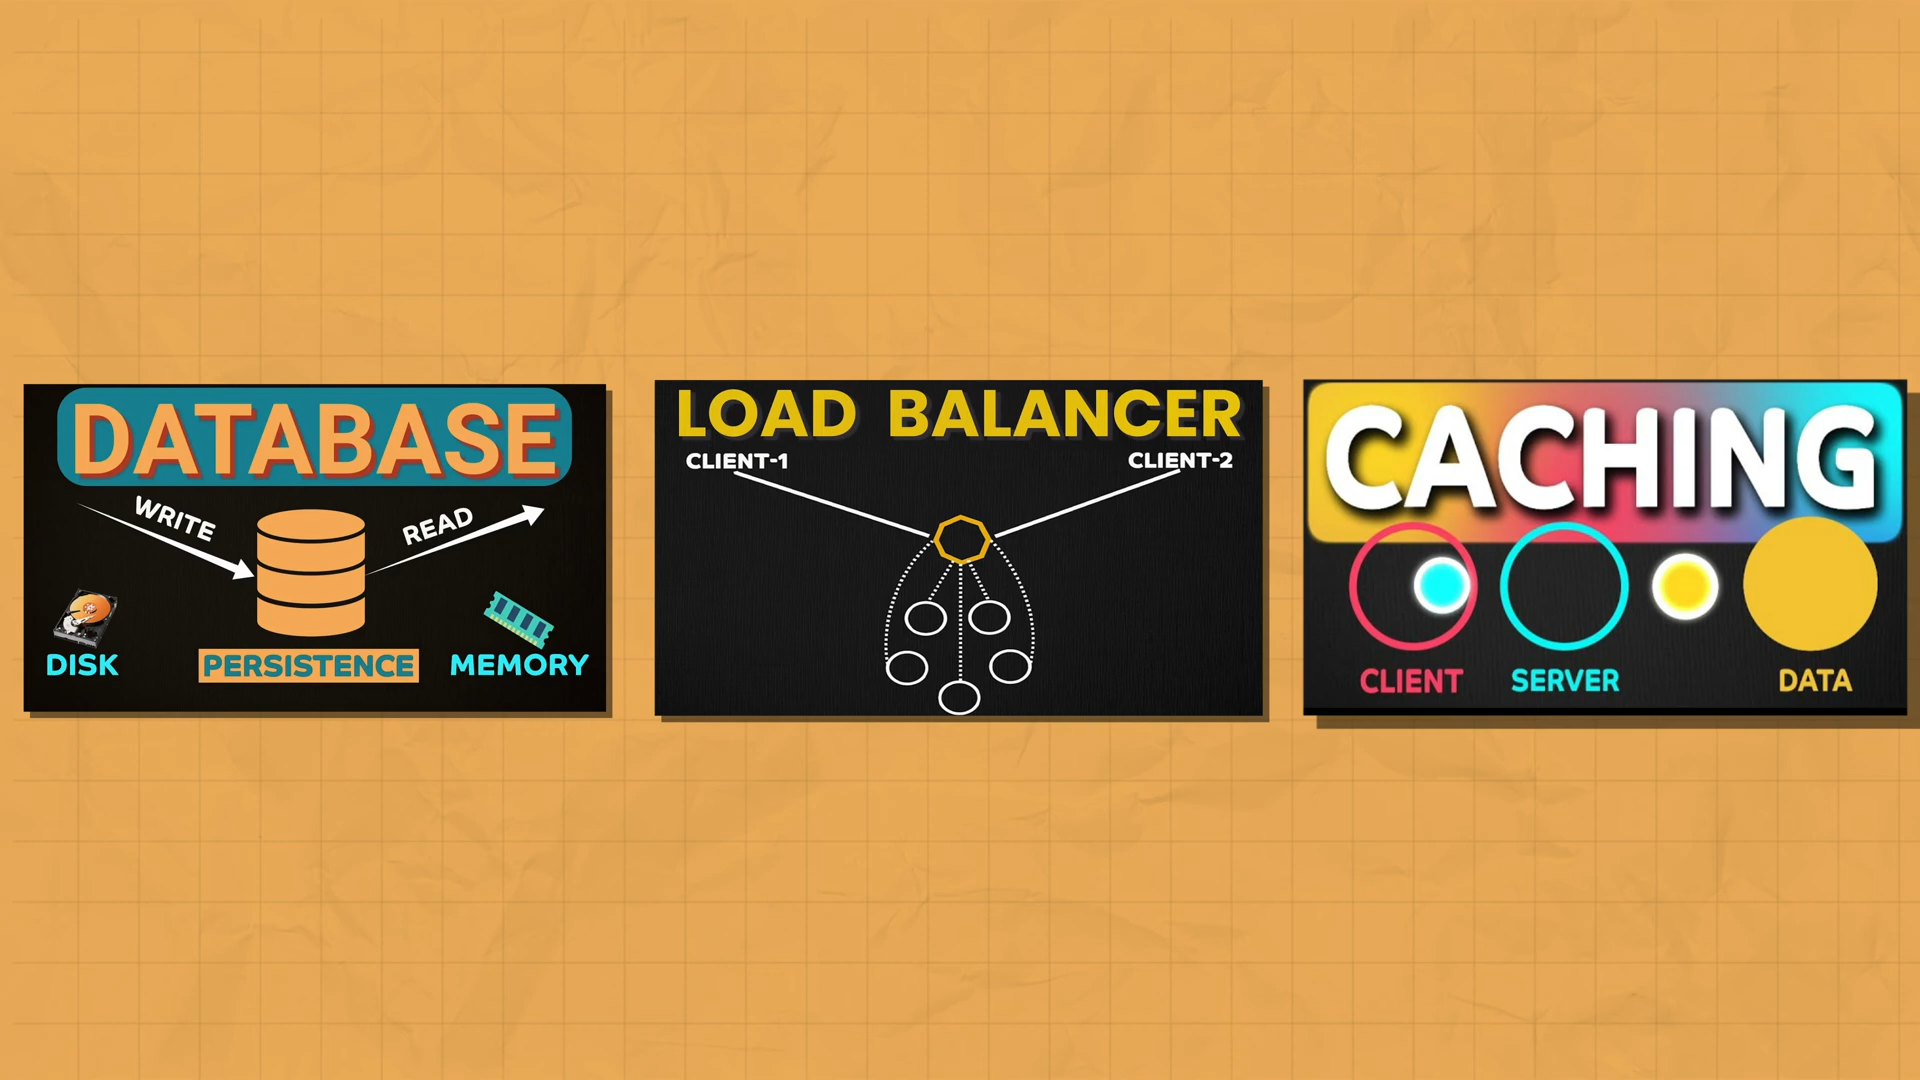 DATABASE
WRITE
READ
DISK
PERSISTENCE
MEMORY
LOAD BALANCER
CLIENT-1
CLIENT-2
CACHING
CLIENT
SERVER
DATA